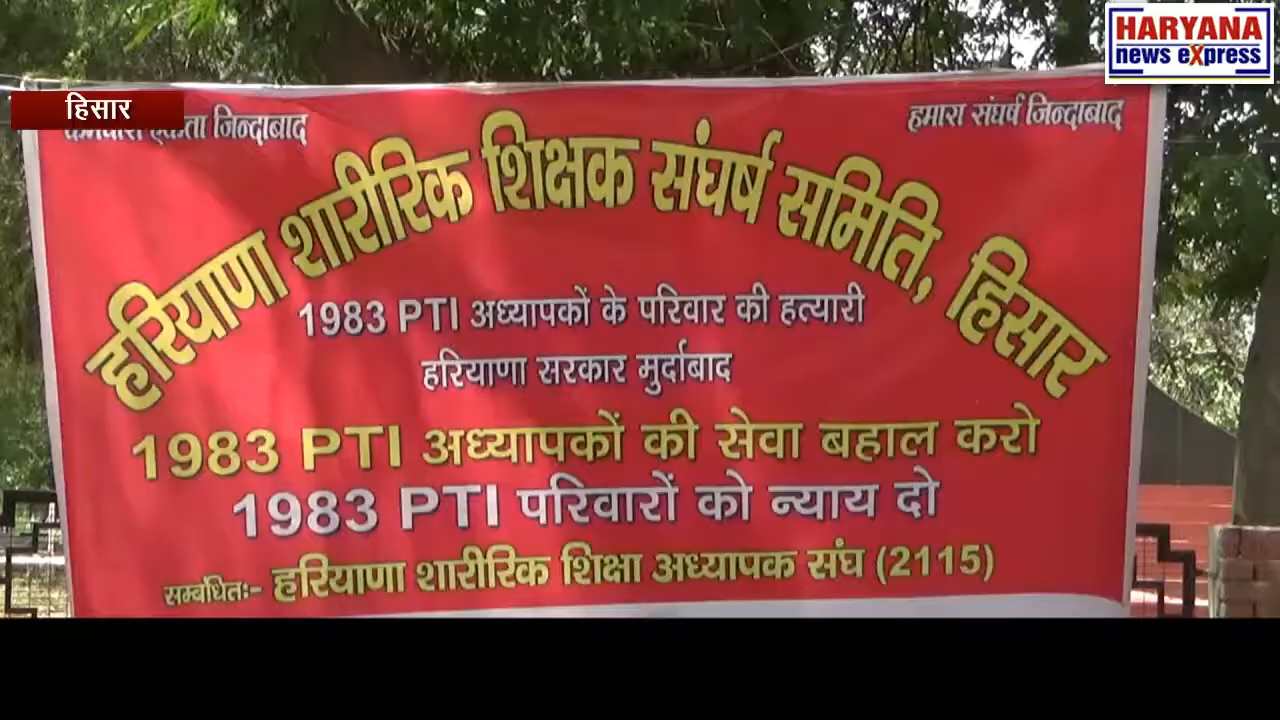 HARYANA
news eXpress
हिसार
एकता जिन्दाबाद
हमारा संघर्ष जिन्दाबाद
हरियाणा शारीरिक शिक्षक संघर्ष समिति, हिसार
1983 PTI अध्यापकों के परिवार की हत्यारी
हरियाणा सरकार मुर्दाबाद
1983 PTI अध्यापकों की सेवा बहाल करो
1983 PTI परिवारों को न्याय दो
सम्बधितः- हरियाणा शारीरिक शिक्षा अध्यापक संघ (2115)